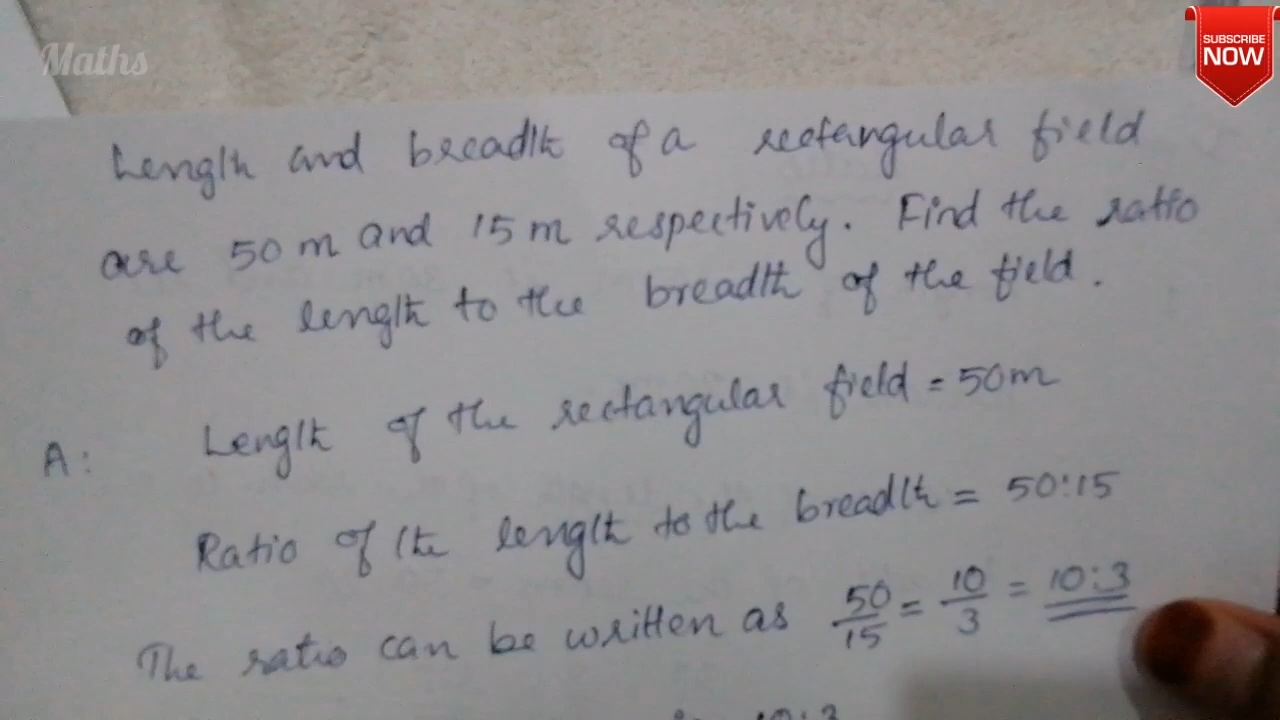 Maths
SUBSCRIBE
NOW
Length and breadth of a rectangular field
are 50 m and 15 m respectively. Find the ratio
of the length to the breadth of the field.
A: Length of the rectangular field = 50m
Ratio of the length to the breadth = 50:15
The ratio can be written as 50/15 = 10/3 = 10:3
10:3